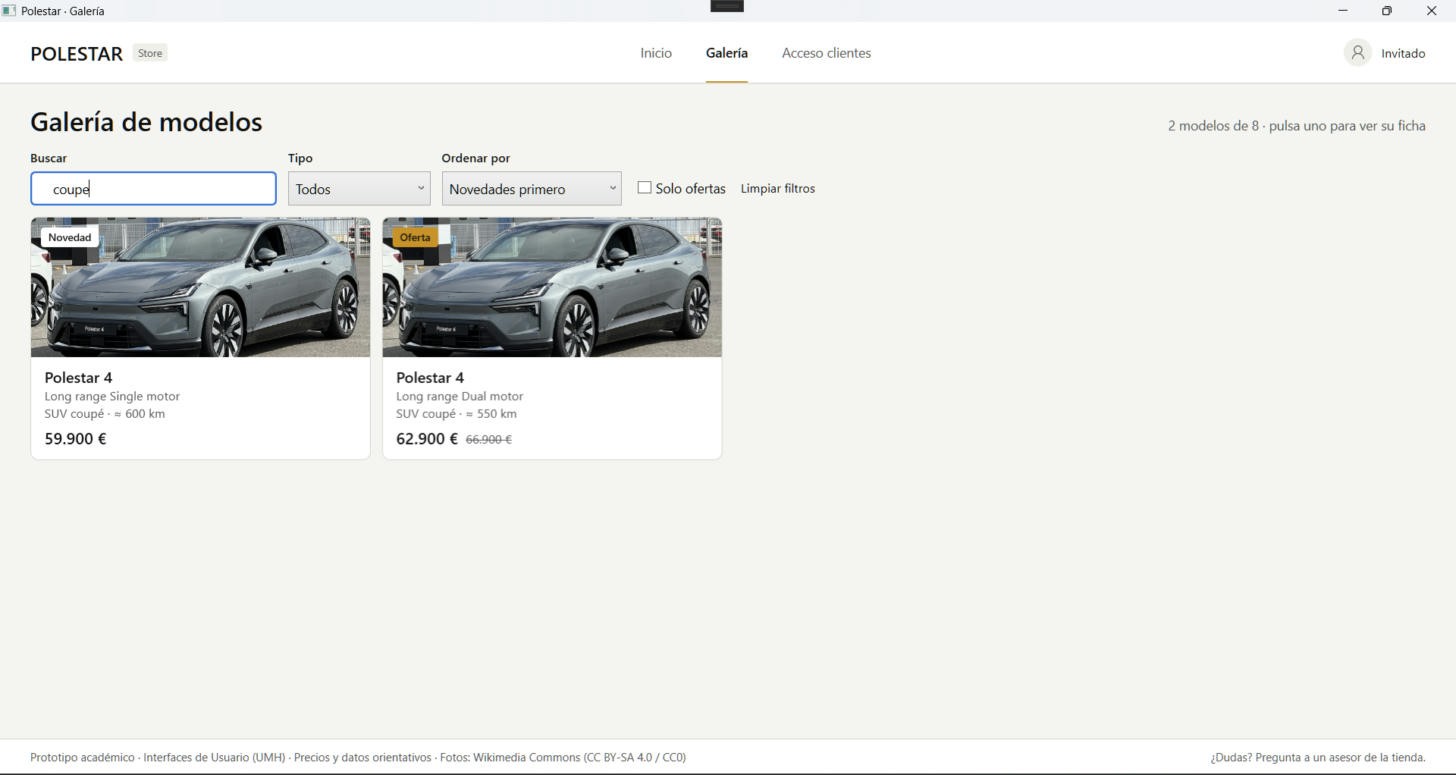 Polestar · Galería
POLESTAR Store
Inicio Galería Acceso clientes
Invitado
Galería de modelos
2 modelos de 8 · pulsa uno para ver su ficha
Buscar Tipo Ordenar por
coupe Todos Novedades primero Solo ofertas Limpiar filtros
Novedad
Polestar 4
Polestar 4
Long range Single motor
SUV coupé · ≈ 600 km
59.900 €
Oferta
Polestar 4
Polestar 4
Long range Dual motor
SUV coupé · ≈ 550 km
62.900 € 66.900 €
Prototipo académico · Interfaces de Usuario (UMH) · Precios y datos orientativos · Fotos: Wikimedia Commons (CC BY-SA 4.0 / CC0)
¿Dudas? Pregunta a un asesor de la tienda.